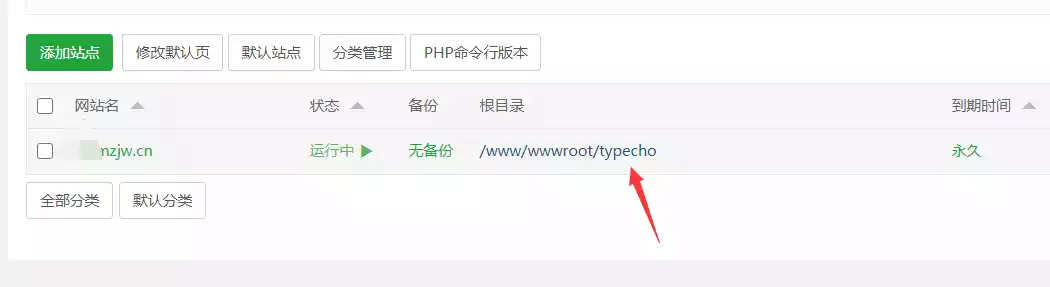 添加站点 修改默认页 默认站点 分类管理 PHP命令行版本
网站名 状态 备份 根目录 到期时间
mzjw.cn 运行中 无备份 /www/wwwroot/typecho 永久
全部分类 默认分类